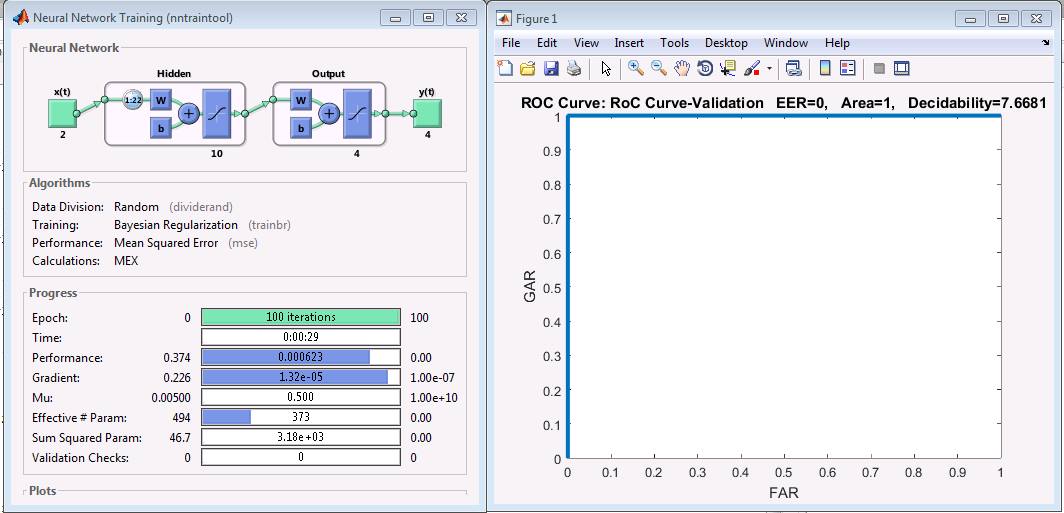 Neural Network Training (nntraintool)
Neural Network
Hidden
Output
x(t)
1:22
W
b
W
b
y(t)
2
10
4
4
Algorithms
Data Division: Random (dividerand)
Training: Bayesian Regularization (trainbr)
Performance: Mean Squared Error (mse)
Calculations: MEX
Progress
Epoch: 0 100 iterations 100
Time: 0:00:29
Performance: 0.374 0.000623 0.00
Gradient: 0.226 1.32e-05 1.00e-07
Mu: 0.00500 0.500 1.00e+10
Effective # Param: 494 373 0.00
Sum Squared Param: 46.7 3.18e+03 0.00
Validation Checks: 0 0 0
Plots
Figure 1
File Edit View Insert Tools Desktop Window Help
ROC Curve: RoC Curve-Validation EER=0, Area=1, Decidability=7.6681
1
0.9
0.8
0.7
0.6
0.5
0.4
0.3
0.2
0.1
0
GAR
0 0.1 0.2 0.3 0.4 0.5 0.6 0.7 0.8 0.9 1
FAR